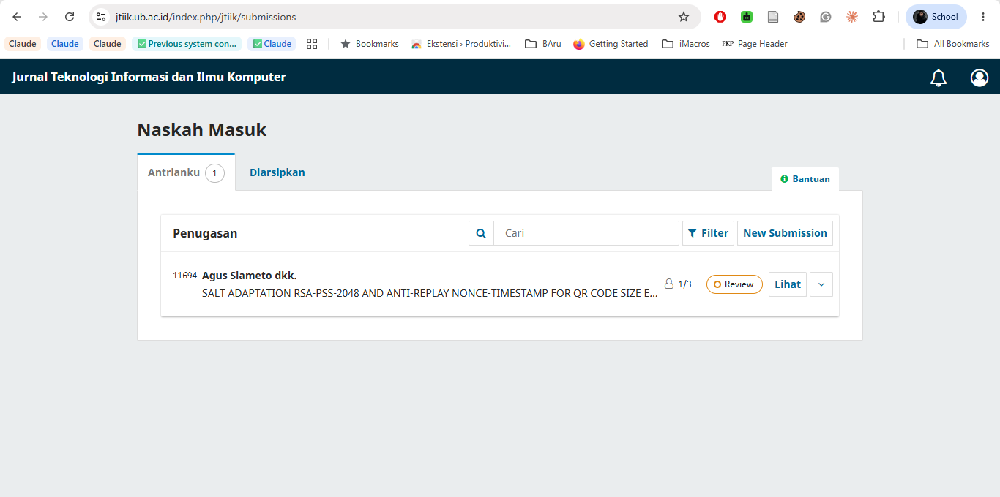 jtiik.ub.ac.id/index.php/jtiik/submissions
School
Claude
Claude
Claude
✅Previous system con...
✅Claude
Bookmarks
Ekstensi › Produktivi...
BAru
Getting Started
iMacros
PKP Page Header
All Bookmarks
Jurnal Teknologi Informasi dan Ilmu Komputer
Naskah Masuk
Antrianku 1
Diarsipkan
Bantuan
Penugasan
Cari
Filter
New Submission
11694 Agus Slameto dkk.
SALT ADAPTATION RSA-PSS-2048 AND ANTI-REPLAY NONCE-TIMESTAMP FOR QR CODE SIZE E...
1/3
Review
Lihat